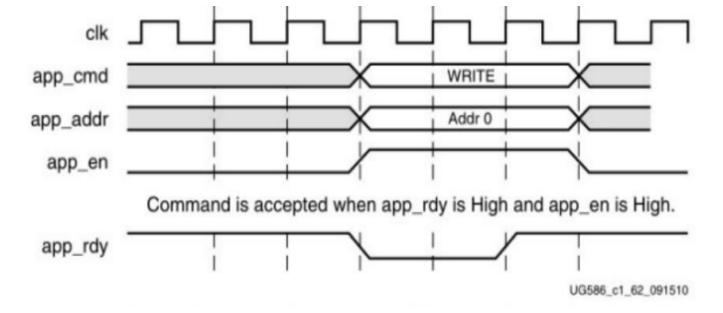 clk
app_cmd WRITE
app_addr Addr 0
app_en
Command is accepted when app_rdy is High and app_en is High.
app_rdy
UG586_c1_62_091510